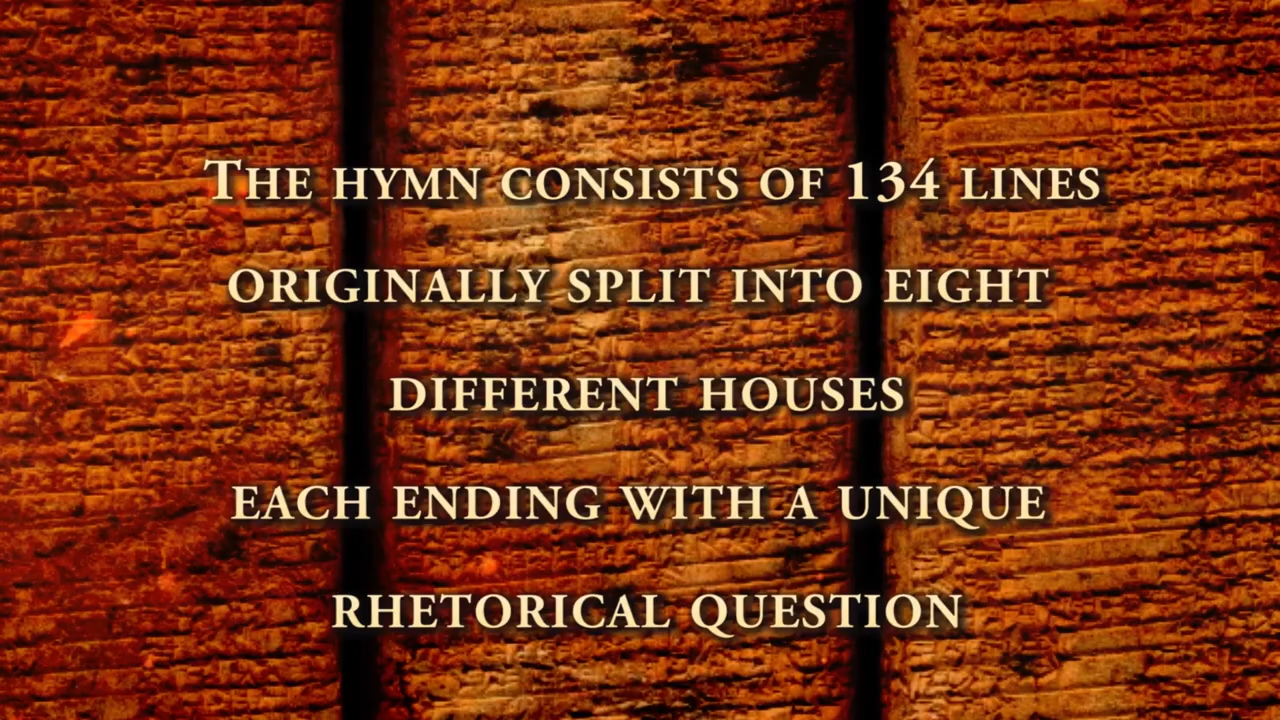 The hymn consists of 134 lines
originally split into eight
different houses
each ending with a unique
rhetorical question